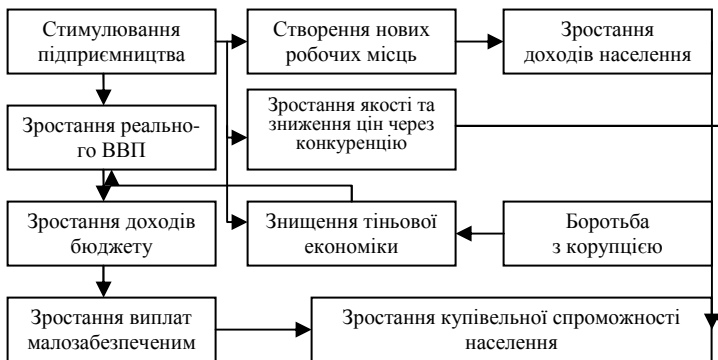 Стимулювання
підприємництва
Створення нових
робочих місць
Зростання
доходів населення
Зростання реально-
го ВВП
Зростання якості та
зниження цін через
конкуренцію
Зростання доходів
бюджету
Знищення тіньової
економіки
Боротьба
з корупцією
Зростання виплат
малозабезпеченим
Зростання купівельної спроможності
населення